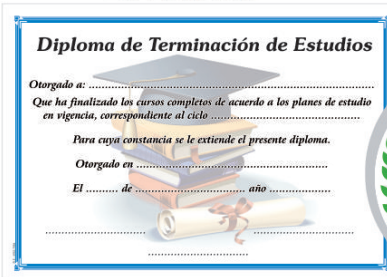 Diploma de Terminación de Estudios
Otorgado a: ........................................................................
Que ha finalizado los cursos completos de acuerdo a los planes de estudio
en vigencia, correspondiente al ciclo ......................................
Para cuya constancia se le extiende el presente diploma.
Otorgado en .......................................................
El .......... de ................................ año ..................